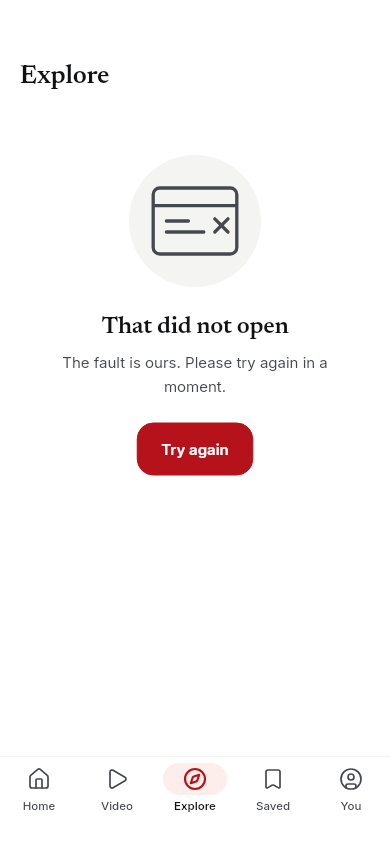 Explore
That did not open
The fault is ours. Please try again in a
moment.
Try again
Home
Video
Explore
Saved
You